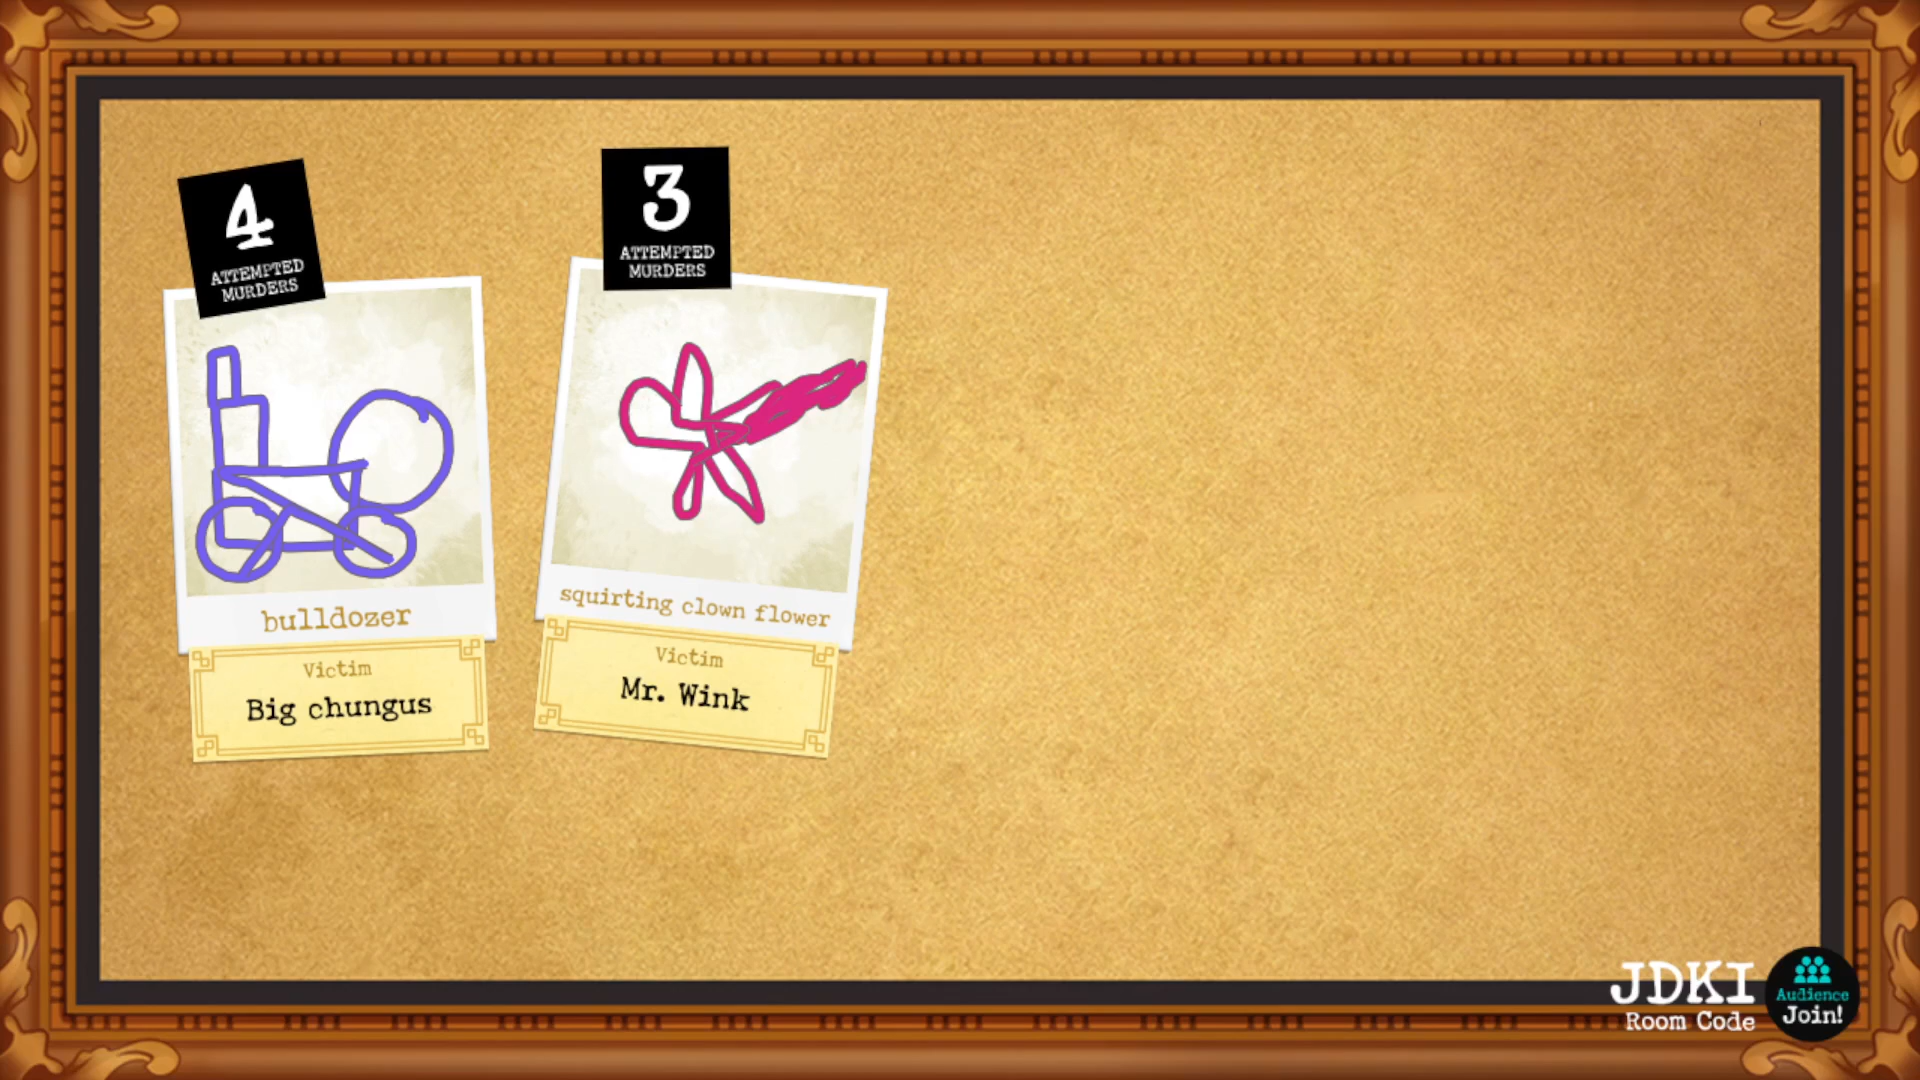 4
ATTEMPTED
MURDERS
bulldozer
Victim
Big chungus
3
ATTEMPTED
MURDERS
squirting clown flower
Victim
Mr. Wink
JDKI
Room Code
Audience
Join!